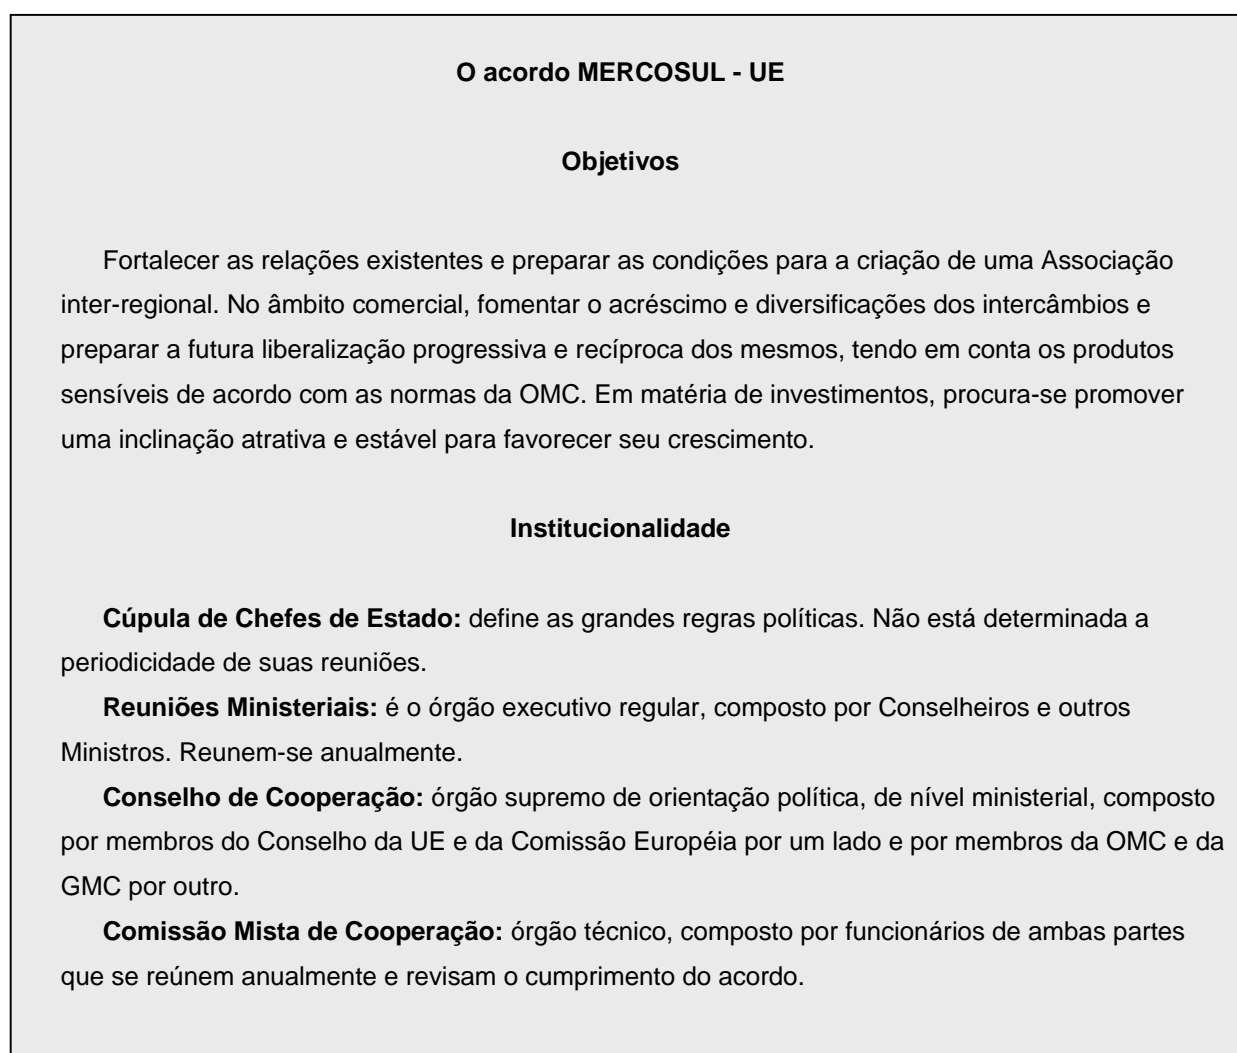 O acordo MERCOSUL - UE
Objetivos
Fortalecer as relações existentes e preparar as condições para a criação de uma Associação
inter-regional. No âmbito comercial, fomentar o acréscimo e diversificações dos intercâmbios e
preparar a futura liberalização progressiva e recíproca dos mesmos, tendo em conta os produtos
sensíveis de acordo com as normas da OMC. Em matéria de investimentos, procura-se promover
uma inclinação atrativa e estável para favorecer seu crescimento.
Institucionalidade
Cúpula de Chefes de Estado: define as grandes regras políticas. Não está determinada a
periodicidade de suas reuniões.
Reuniões Ministeriais: é o órgão executivo regular, composto por Conselheiros e outros
Ministros. Reunem-se anualmente.
Conselho de Cooperação: órgão supremo de orientação política, de nível ministerial, composto
por membros do Conselho da UE e da Comissão Européia por um lado e por membros da OMC e da
GMC por outro.
Comissão Mista de Cooperação: órgão técnico, composto por funcionários de ambas partes
que se reúnem anualmente e revisam o cumprimento do acordo.